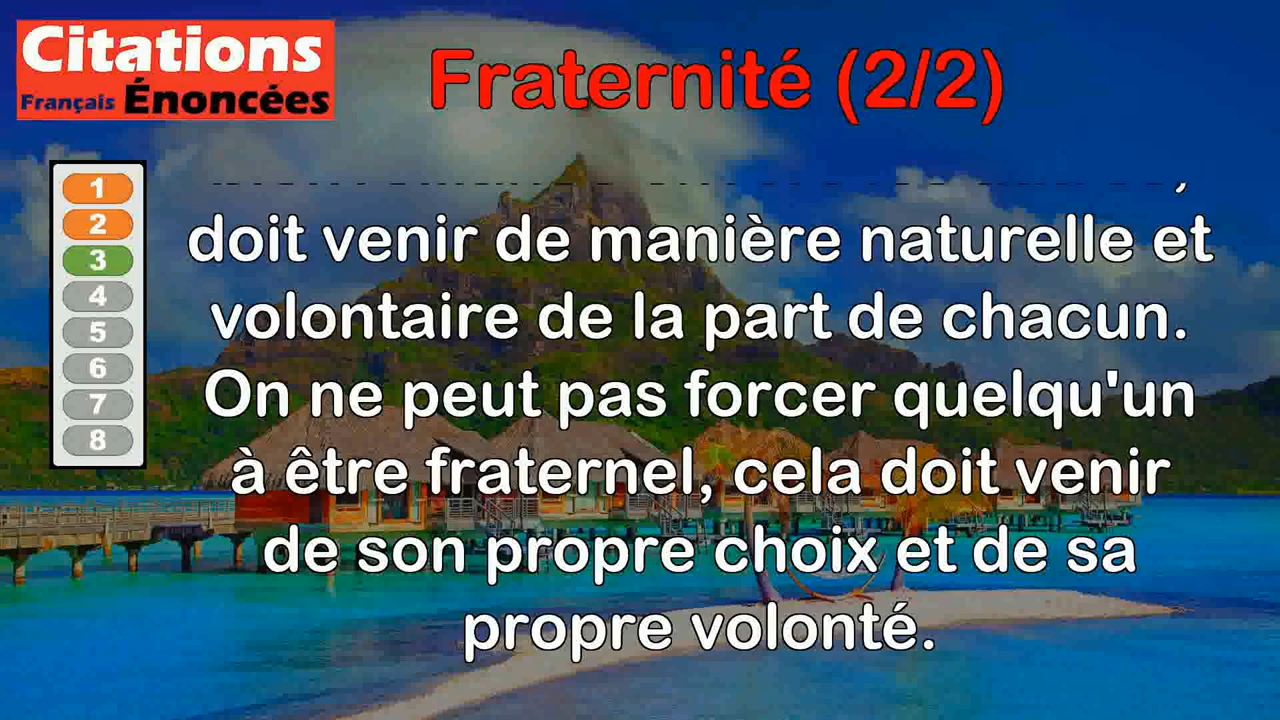 Citations
Français Énoncées
Fraternité (2/2)
1
2
3
4
5
6
7
8
doit venir de manière naturelle et
volontaire de la part de chacun.
On ne peut pas forcer quelqu'un
à être fraternel, cela doit venir
de son propre choix et de sa
propre volonté.